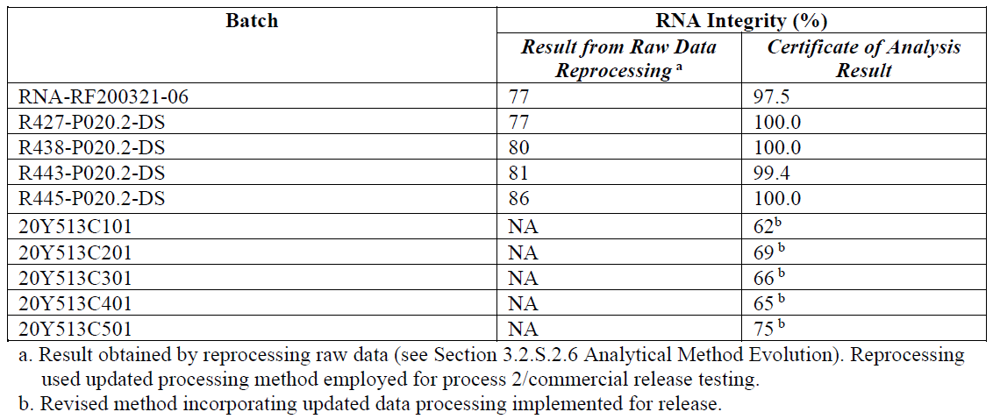 Batch RNA Integrity (%)
Result from Raw Data Certificate of Analysis
Reprocessing a Result
RNA-RF200321-06 77 97.5
R427-P020.2-DS 77 100.0
R438-P020.2-DS 80 100.0
R443-P020.2-DS 81 99.4
R445-P020.2-DS 86 100.0
20Y513C101 NA 62b
20Y513C201 NA 69 b
20Y513C301 NA 66 b
20Y513C401 NA 65 b
20Y513C501 NA 75 b
a. Result obtained by reprocessing raw data (see Section 3.2.S.2.6 Analytical Method Evolution). Reprocessing
used updated processing method employed for process 2/commercial release testing.
b. Revised method incorporating updated data processing implemented for release.